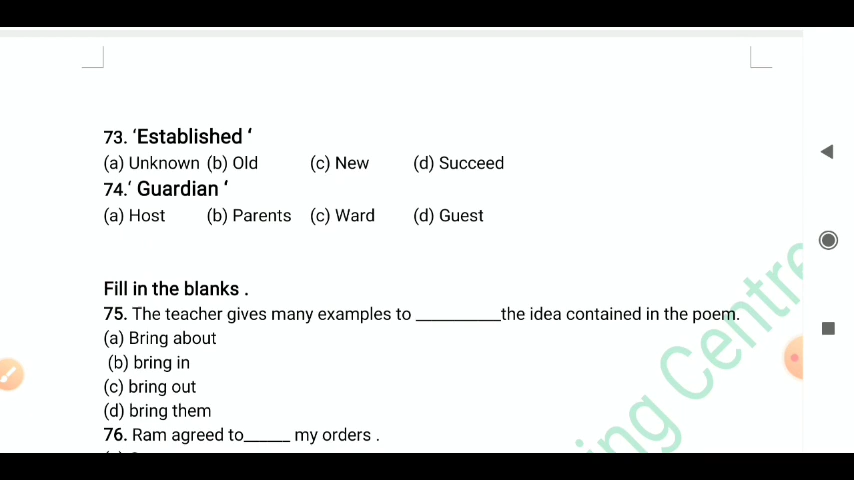 73. ‘Established ‘
(a) Unknown (b) Old (c) New (d) Succeed
74.‘ Guardian ‘
(a) Host (b) Parents (c) Ward (d) Guest
Fill in the blanks .
75. The teacher gives many examples to __________the idea contained in the poem.
(a) Bring about
(b) bring in
(c) bring out
(d) bring them
76. Ram agreed to______ my orders .
ing Centre